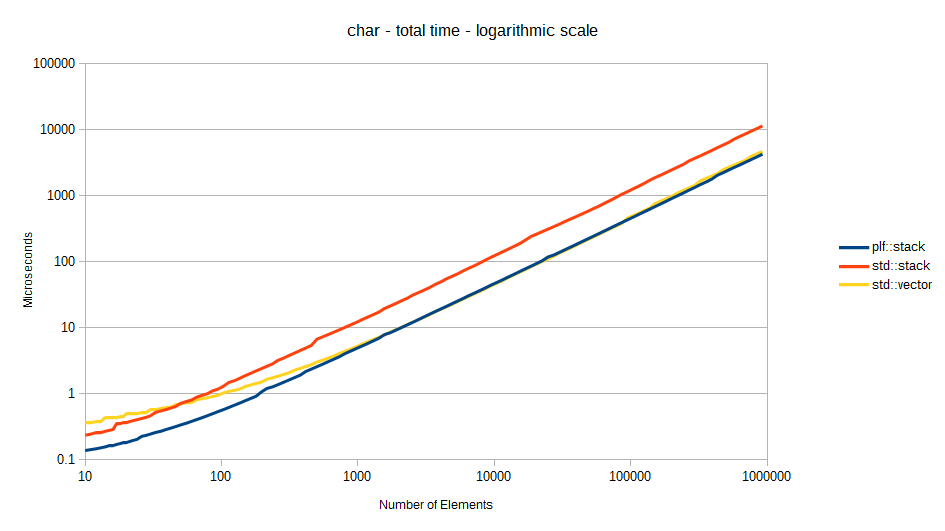 char - total time - logarithmic scale
100000
10000
1000
100
10
1
0.1
Microseconds
10 100 1000 10000 100000 1000000
Number of Elements
plf::stack
std::stack
std::vector